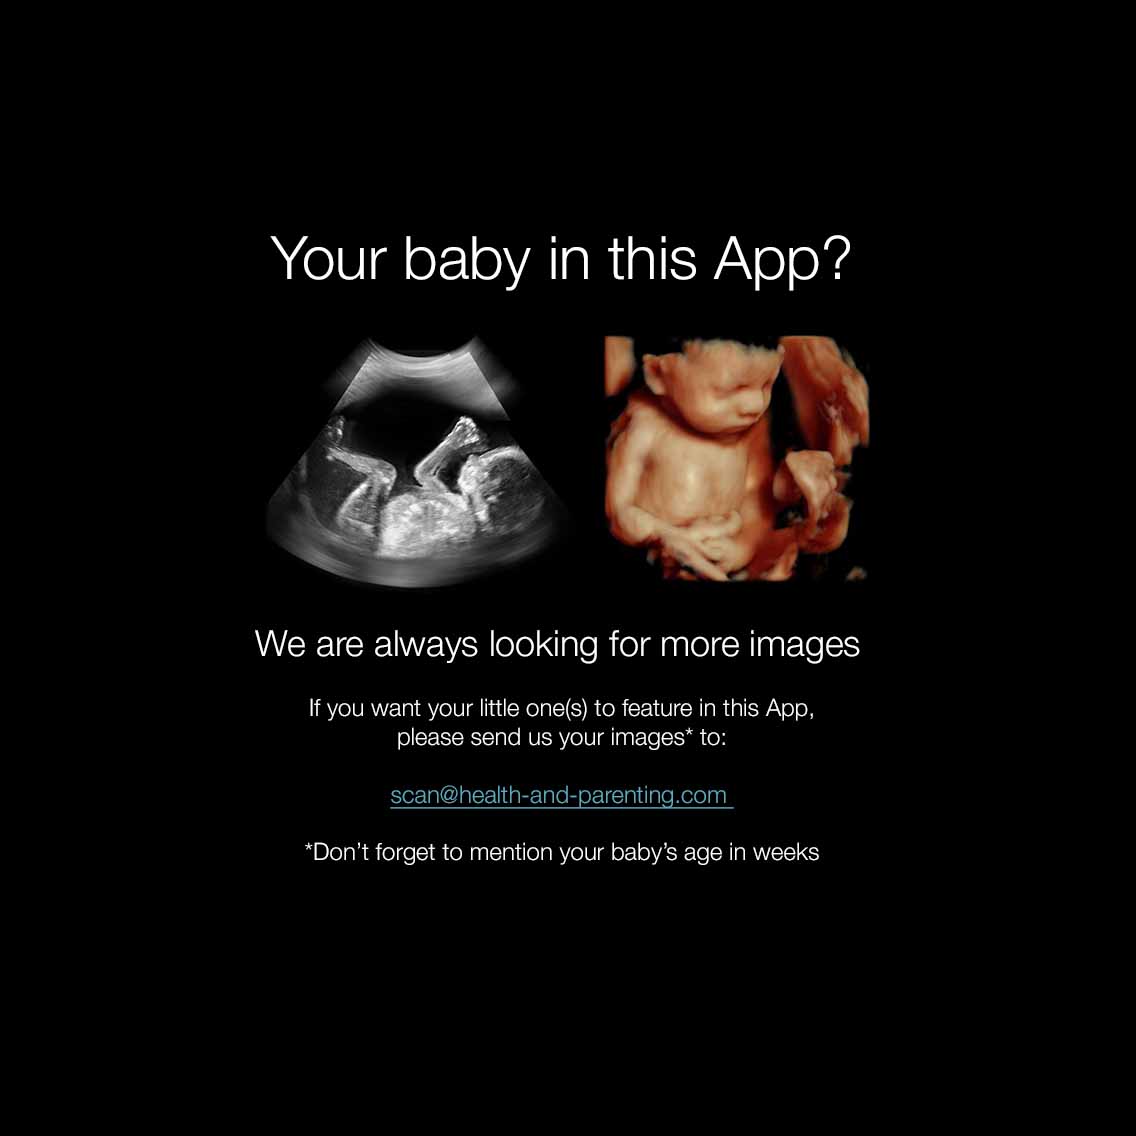 Your baby in this App?
We are always looking for more images
If you want your little one(s) to feature in this App,
please send us your images* to:
scan@health-and-parenting.com
*Don’t forget to mention your baby’s age in weeks